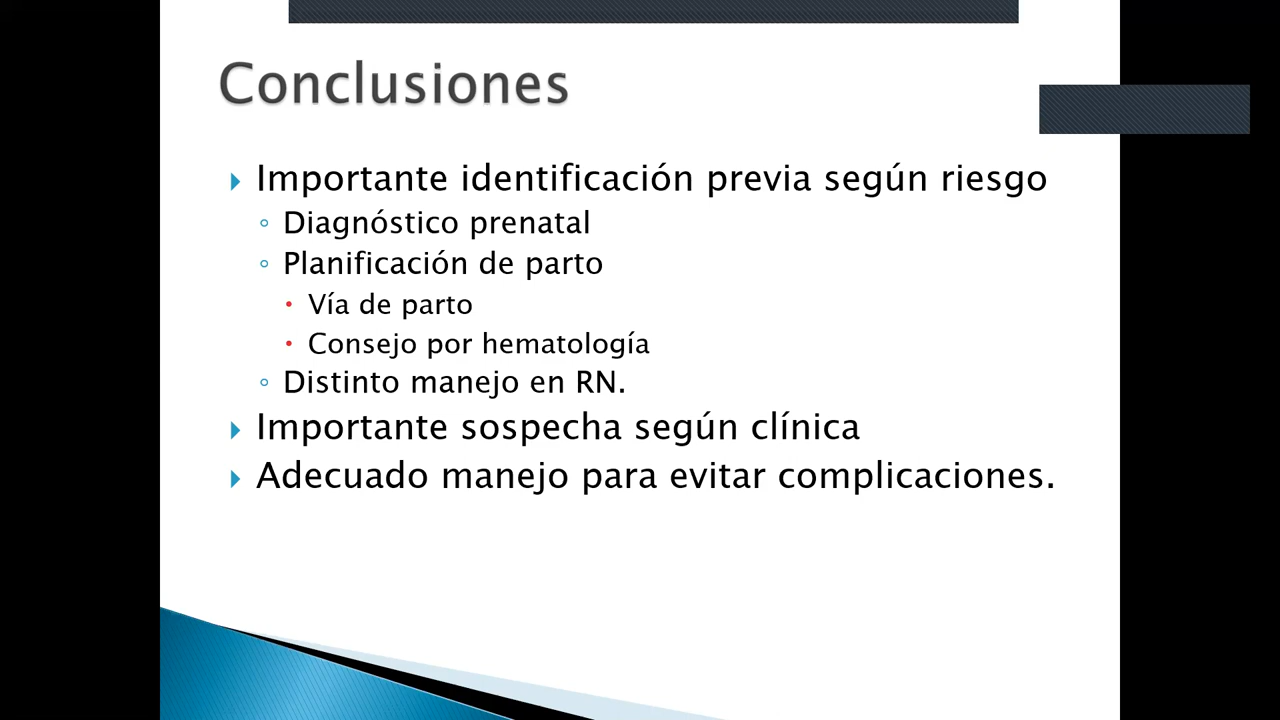 Conclusiones
Importante identificación previa según riesgo
Diagnóstico prenatal
Planificación de parto
Vía de parto
Consejo por hematología
Distinto manejo en RN.
Importante sospecha según clínica
Adecuado manejo para evitar complicaciones.